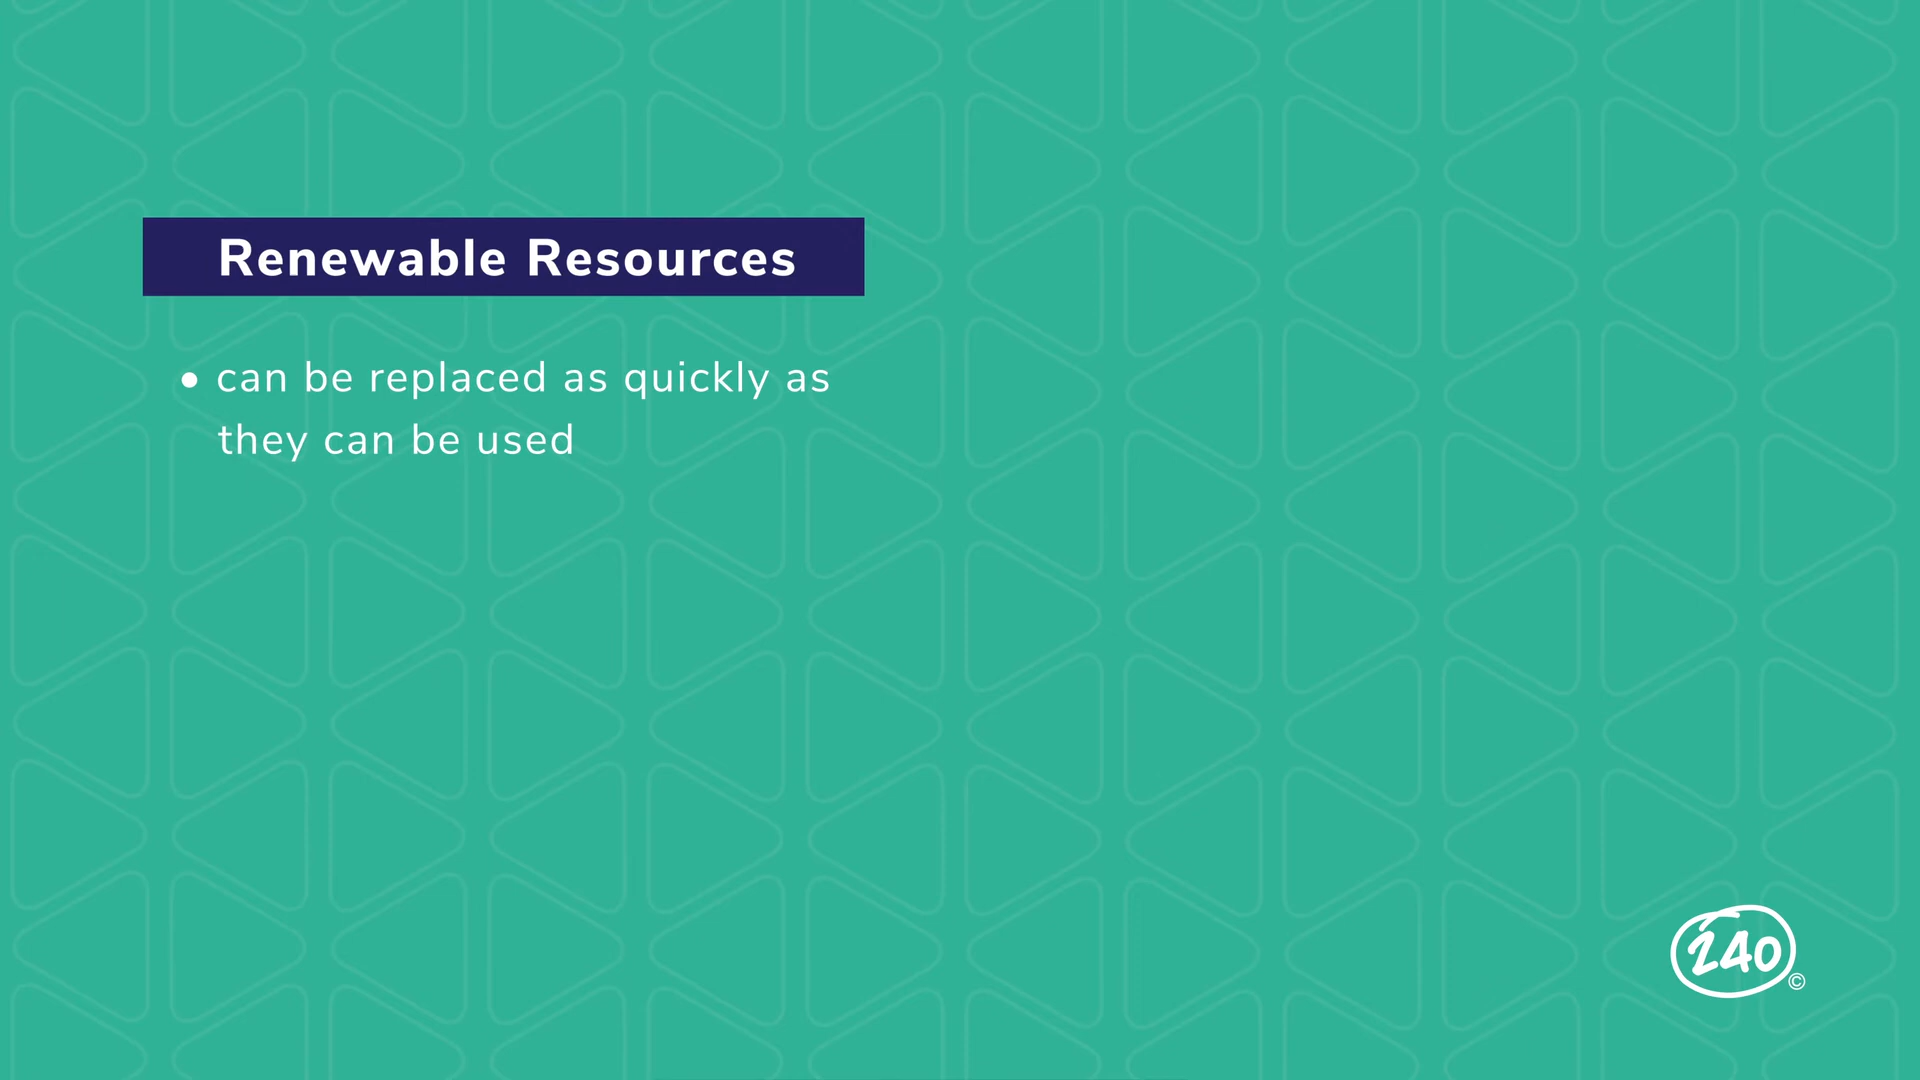 Renewable Resources
• can be replaced as quickly as
they can be used
240
©